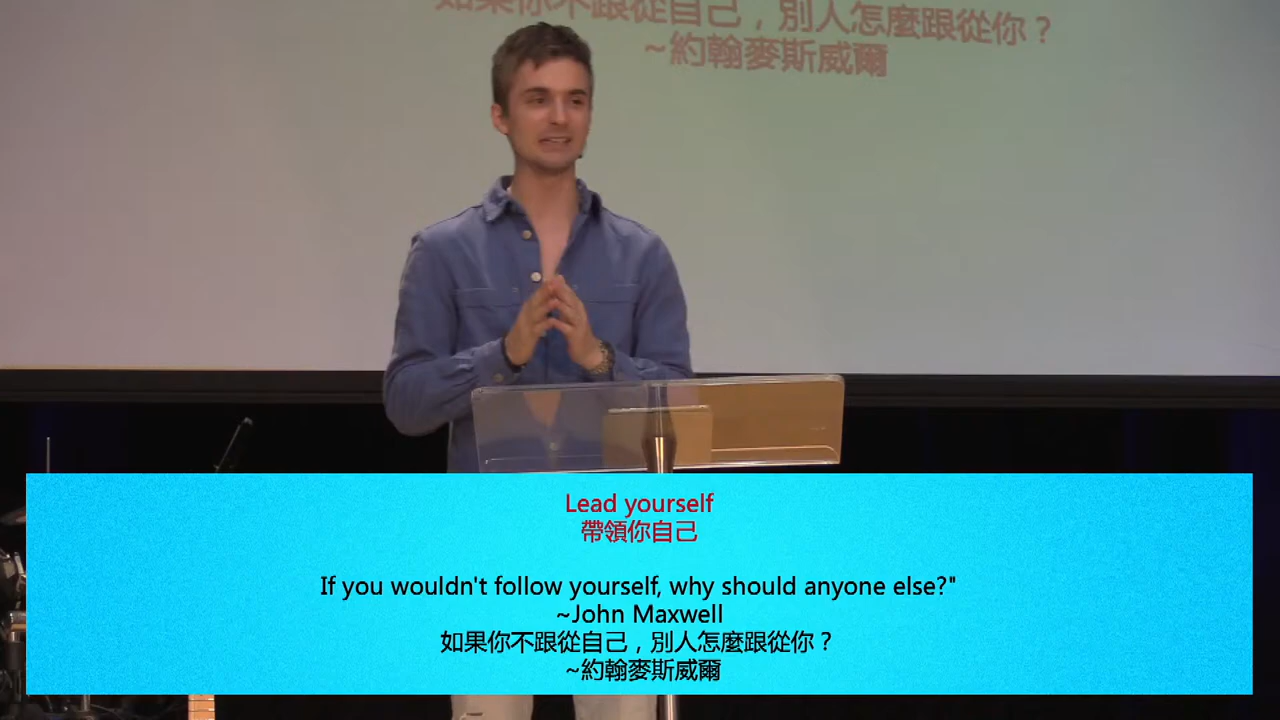 如果你不跟從自己，別人怎麼跟從你？
~約翰麥斯威爾
Lead yourself
帶領你自己
If you wouldn't follow yourself, why should anyone else?"
~John Maxwell
如果你不跟從自己，別人怎麼跟從你？
~約翰麥斯威爾